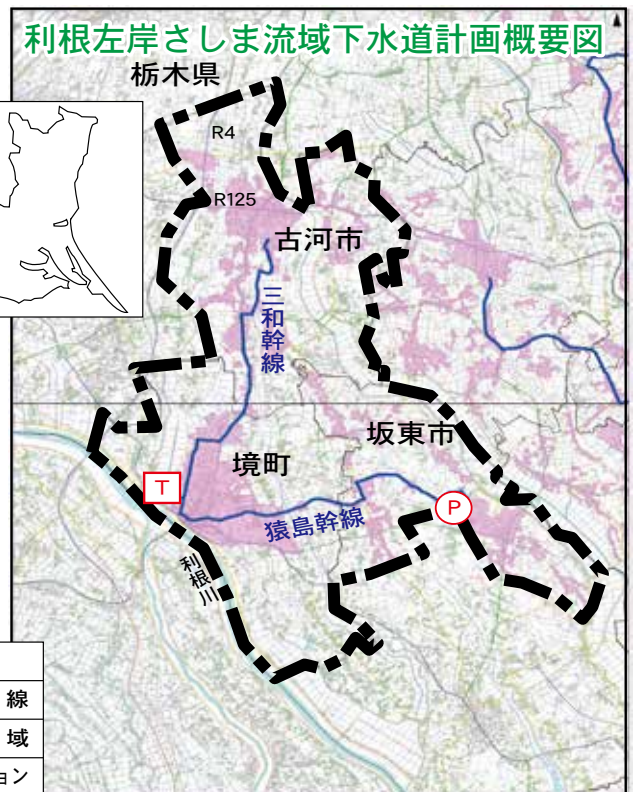 利根左岸さしま流域下水道計画概要図
栃木県
R4
R125
古河市
三和幹線
坂東市
境町
T
P
猿島幹線
利根川
線
域
ョン